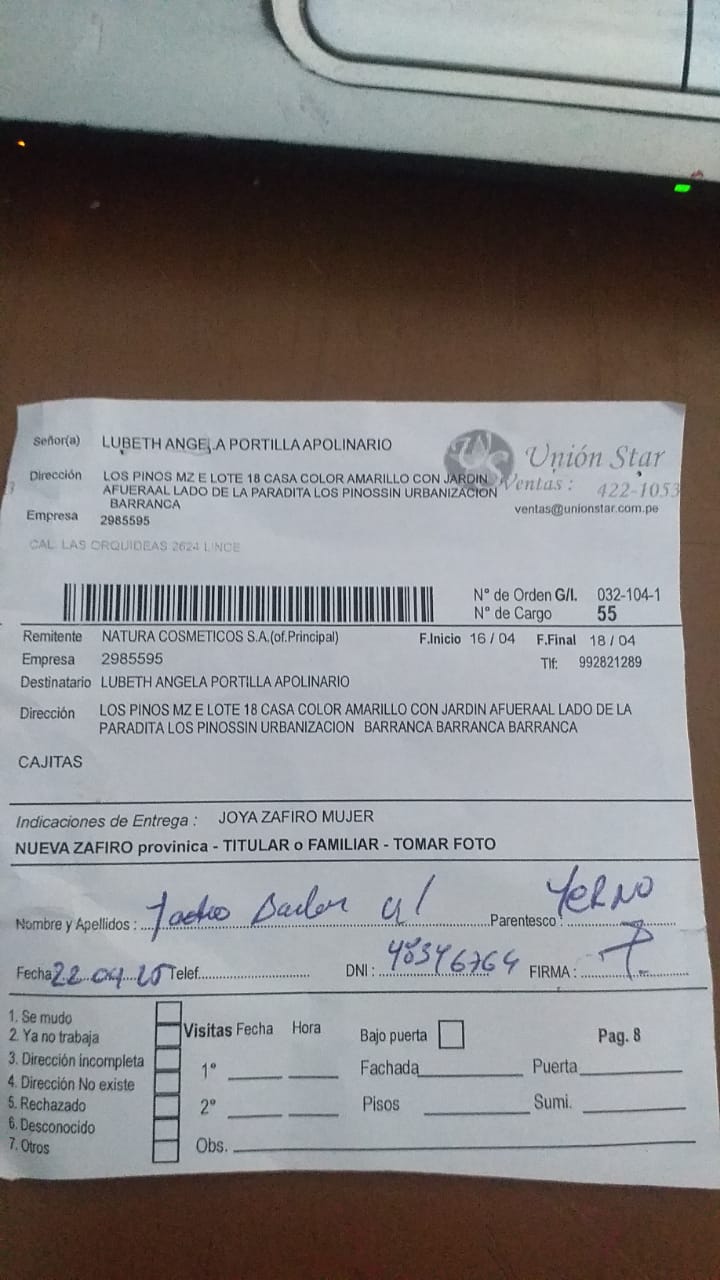 Señor(a) LUBETH ANGELA PORTILLA APOLINARIO
Unión Star
Dirección LOS PINOS MZ E LOTE 18 CASA COLOR AMARILLO CON JARDIN
AFUERAAL LADO DE LA PARADITA LOS PINOSSIN URBANIZACION
BARRANCA
Ventas : 422-1053
ventas@unionstar.com.pe
Empresa 2985595
CAL. LAS ORQUIDEAS 2624 LINCE
N° de Orden G/I. 032-104-1
N° de Cargo 55
Remitente NATURA COSMETICOS S.A.(of.Principal) F.Inicio 16 / 04 F.Final 18 / 04
Empresa 2985595 Tlf: 992821289
Destinatario LUBETH ANGELA PORTILLA APOLINARIO
Dirección LOS PINOS MZ E LOTE 18 CASA COLOR AMARILLO CON JARDIN AFUERAAL LADO DE LA
PARADITA LOS PINOSSIN URBANIZACION BARRANCA BARRANCA BARRANCA
CAJITAS
Indicaciones de Entrega : JOYA ZAFIRO MUJER
NUEVA ZAFIRO provinica - TITULAR o FAMILIAR - TOMAR FOTO
Nombre y Apellidos : Parentesco : YERNO
Fecha 22.04.25 Telef. DNI : 48346764 FIRMA :
1. Se mudo
2. Ya no trabaja
3. Dirección incompleta
4. Dirección No existe
5. Rechazado
6. Desconocido
7. Otros
Visitas Fecha Hora
1°
2°
Obs.
Bajo puerta Pag. 8
Fachada Puerta
Pisos Sumi.